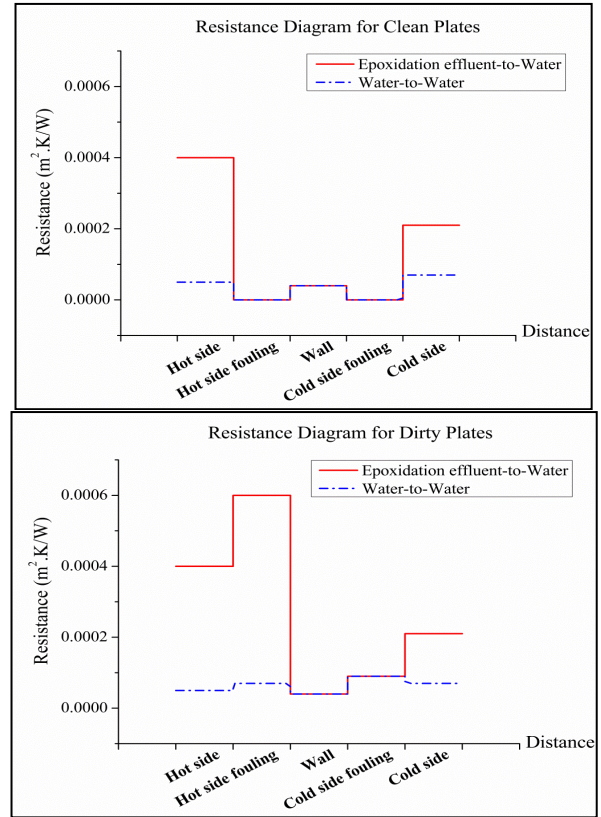 Resistance Diagram for Clean Plates
Epoxidation effluent-to-Water
Water-to-Water
0.0006
0.0004
0.0002
0.0000
Resistance (m².K/W)
Distance
Hot side
Hot side fouling
Wall
Cold side fouling
Cold side
Resistance Diagram for Dirty Plates
Epoxidation effluent-to-Water
Water-to-Water
0.0006
0.0004
0.0002
0.0000
Resistance (m².K/W)
Distance
Hot side
Hot side fouling
Wall
Cold side fouling
Cold side